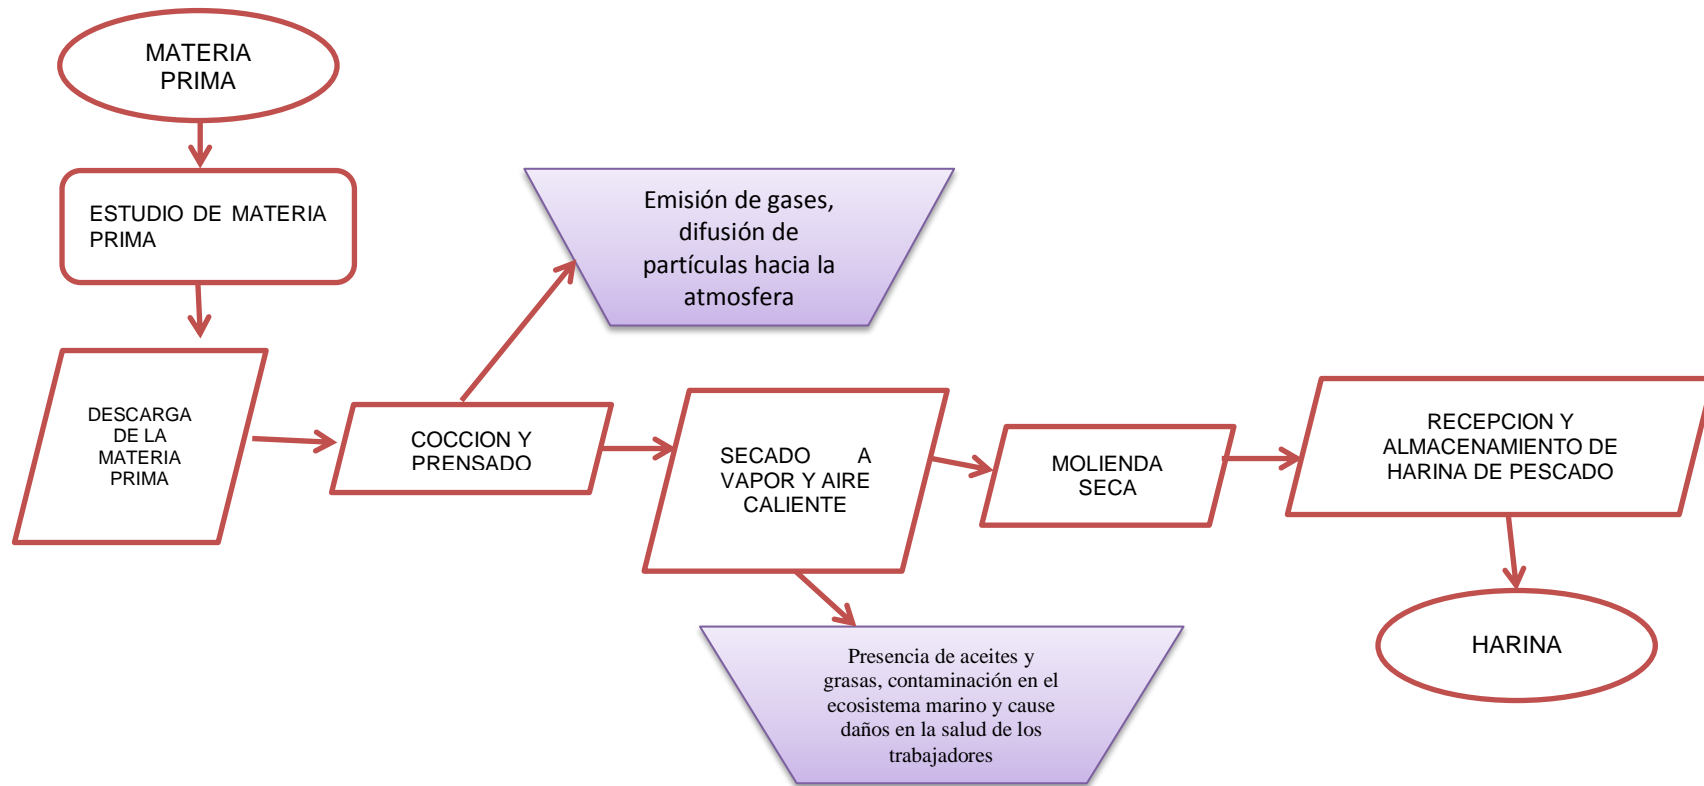 MATERIA
PRIMA
ESTUDIO DE MATERIA
PRIMA
Emisión de gases,
difusión de
partículas hacia la
atmosfera
DESCARGA
DE LA
MATERIA
PRIMA
COCCION Y
PRENSADO
SECADO A
VAPOR Y AIRE
CALIENTE
MOLIENDA
SECA
RECEPCION Y
ALMACENAMIENTO DE
HARINA DE PESCADO
Presencia de aceites y
grasas, contaminación en el
ecosistema marino y cause
daños en la salud de los
trabajadores
HARINA